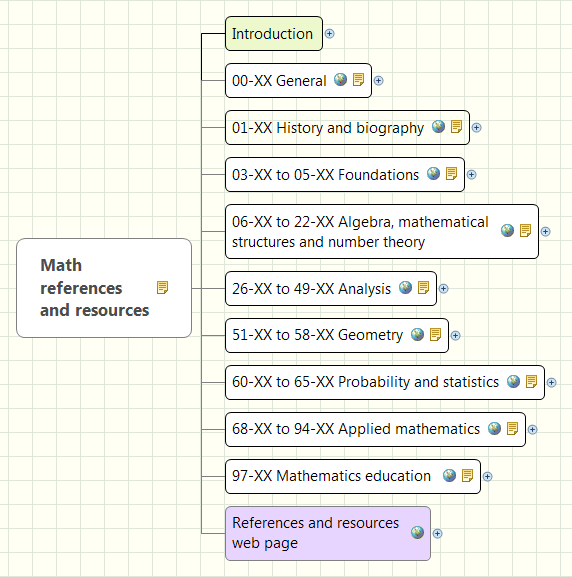 Introduction
00-XX General
01-XX History and biography
03-XX to 05-XX Foundations
06-XX to 22-XX Algebra, mathematical
structures and number theory
Math
references
and resources
26-XX to 49-XX Analysis
51-XX to 58-XX Geometry
60-XX to 65-XX Probability and statistics
68-XX to 94-XX Applied mathematics
97-XX Mathematics education
References and resources
web page